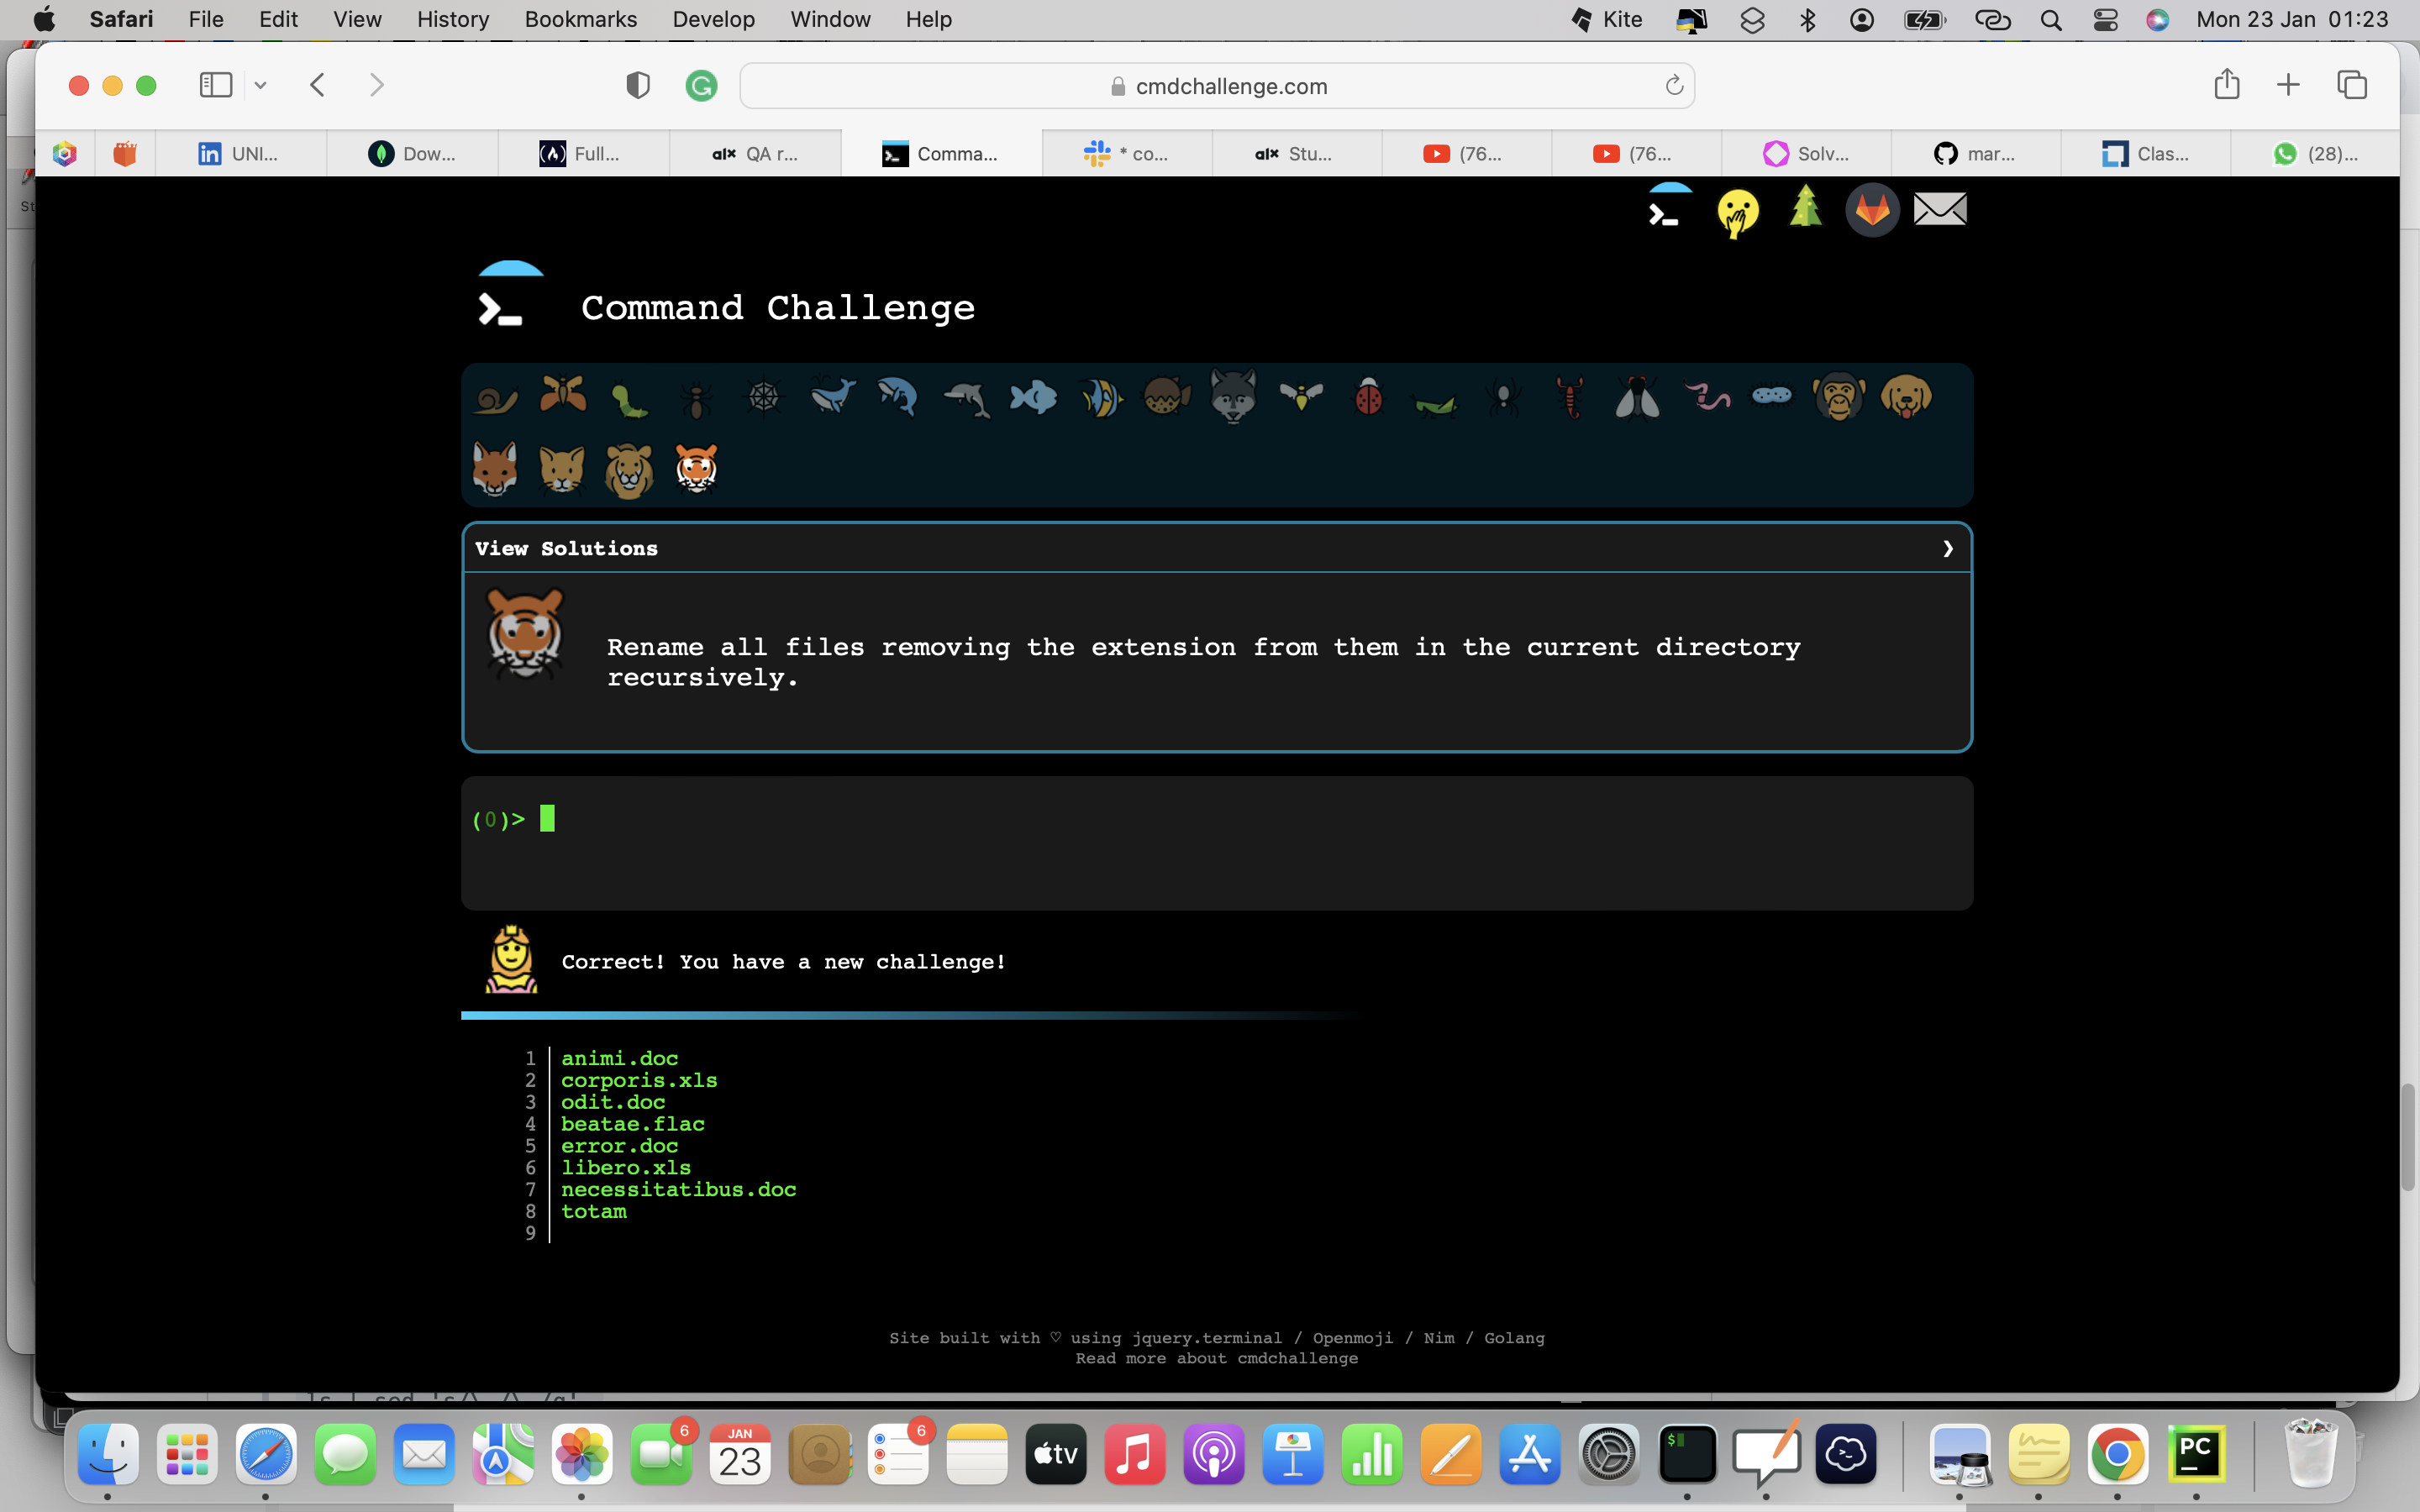 Safari File Edit View History Bookmarks Develop Window Help Kite Mon 23 Jan 01:23
cmdchallenge.com
UNI... Dow... Full... alx QA r... Comma... * co... alx Stu... (76... (76... Solv... mar... Clas... (28)...
Command Challenge
View Solutions
Rename all files removing the extension from them in the current directory
recursively.
(0)>
Correct! You have a new challenge!
1 animi.doc
2 corporis.xls
3 odit.doc
4 beatae.flac
5 error.doc
6 libero.xls
7 necessitatibus.doc
8 totam
9
Site built with ♡ using jquery.terminal / Openmoji / Nim / Golang
Read more about cmdchallenge
6 JAN 23 6 tv $ PC